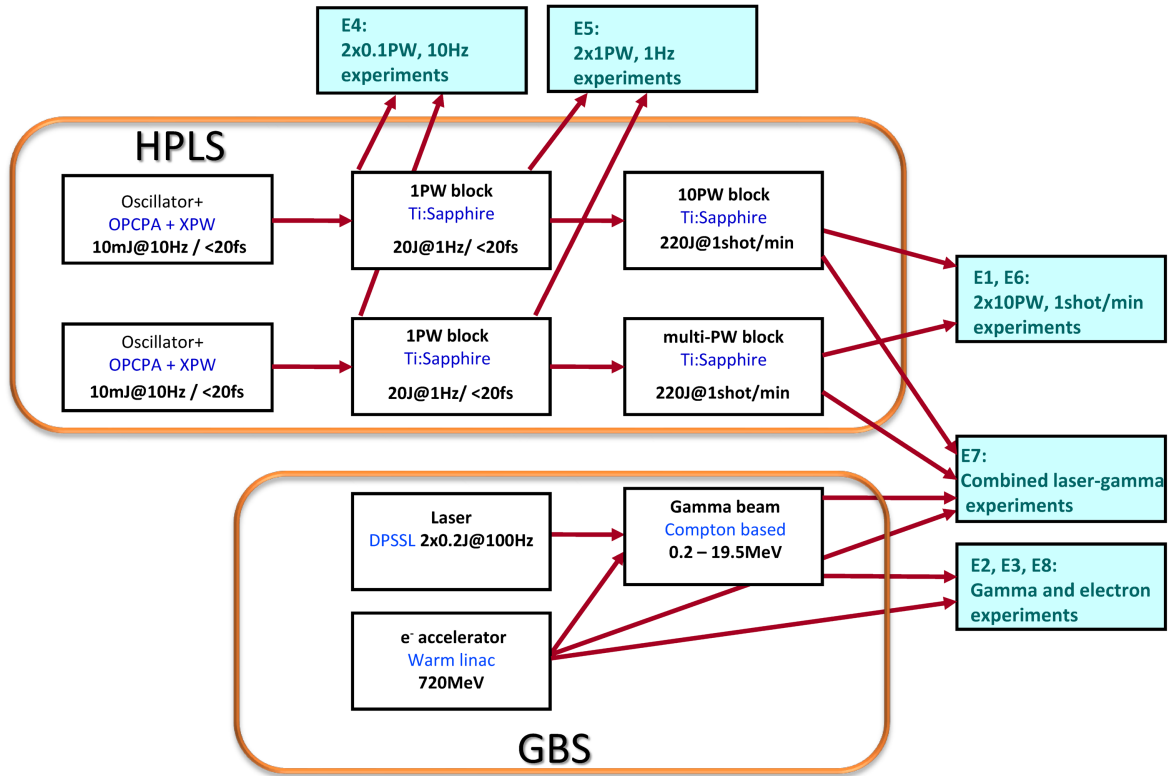 E4:
2x0.1PW, 10Hz
experiments
E5:
2x1PW, 1Hz
experiments
HPLS
Oscillator+
OPCPA + XPW
10mJ@10Hz / <20fs
1PW block
Ti:Sapphire
20J@1Hz/ <20fs
10PW block
Ti:Sapphire
220J@1shot/min
E1, E6:
2x10PW, 1shot/min
experiments
Oscillator+
OPCPA + XPW
10mJ@10Hz / <20fs
1PW block
Ti:Sapphire
20J@1Hz/ <20fs
multi-PW block
Ti:Sapphire
220J@1shot/min
E7:
Combined laser-gamma
experiments
Laser
DPSSL 2x0.2J@100Hz
Gamma beam
Compton based
0.2 – 19.5MeV
E2, E3, E8:
Gamma and electron
experiments
e⁻ accelerator
Warm linac
720MeV
GBS